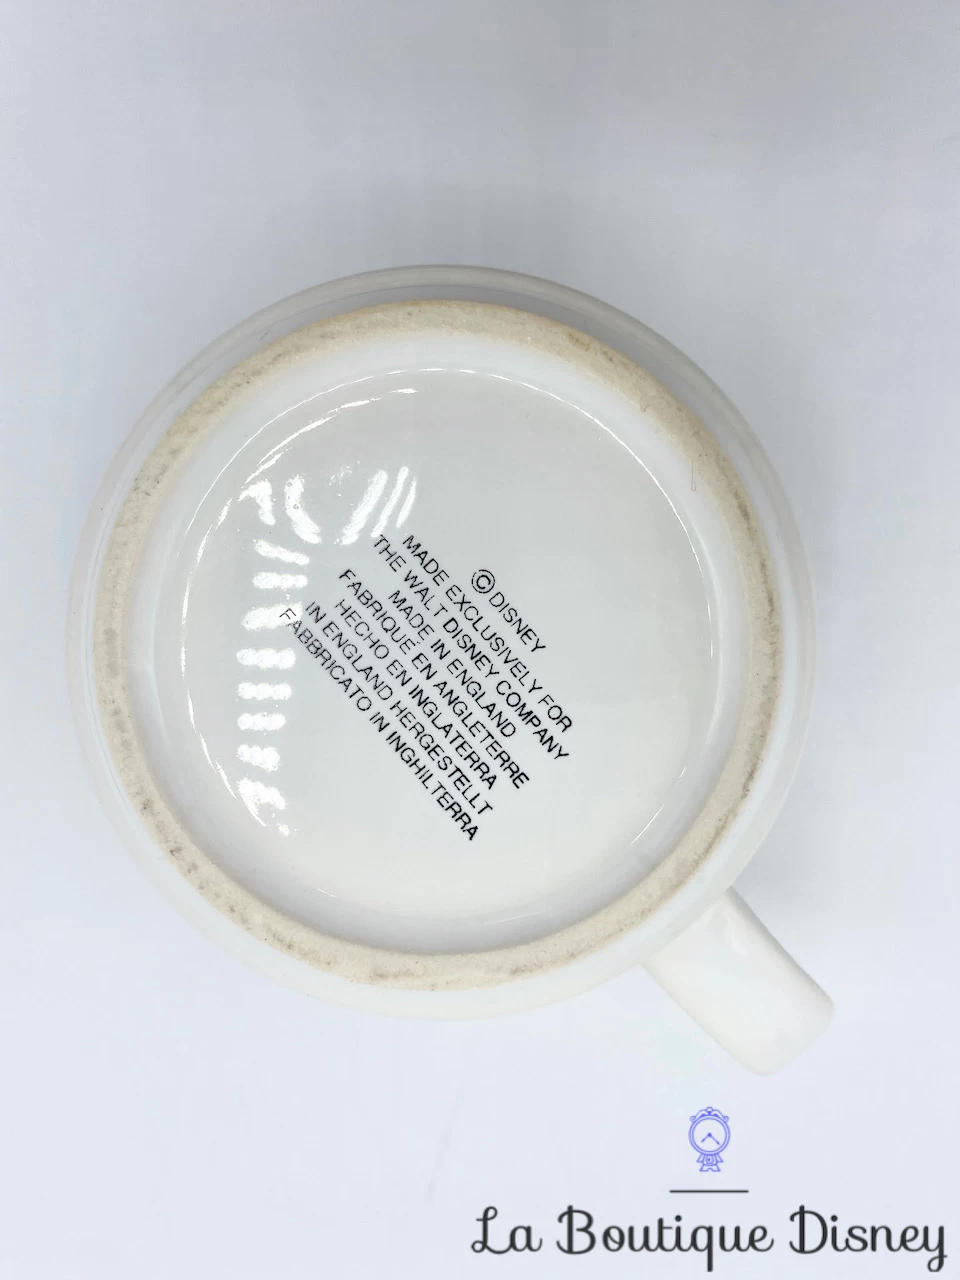 ©DISNEY
MADE EXCLUSIVELY FOR
THE WALT DISNEY COMPANY
MADE IN ENGLAND
FABRIQUE EN ANGLETERRE
HECHO EN INGLATERRA
IN ENGLAND HERGESTELLT
FABBRICATO IN INGHILTERRA
La Boutique Disney